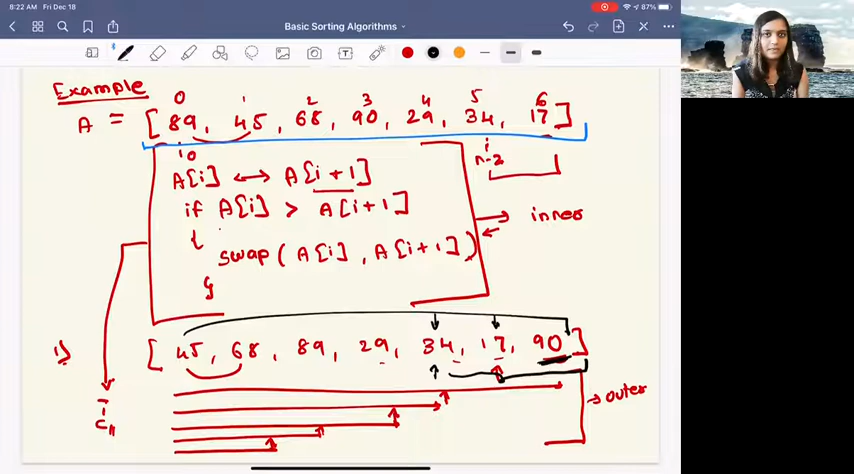 8:22 AM Fri Dec 18
87%
Basic Sorting Algorithms
Example
0 1 2 3 4 5 6
A = [ 89, 45, 68, 90, 29, 34, 17 ]
i 0
i
n-2
A[i] ↔ A[i + 1]
if A[i] > A[i+1]
{
swap ( A[i] , A[i+1] )
}
→ inner
1) [ 45, 68, 89, 29, 34, 17, 90 ]
→ outer